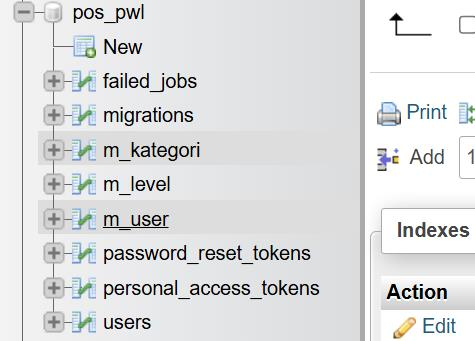 pos_pwl
New
failed_jobs
migrations
m_kategori
m_level
m_user
password_reset_tokens
personal_access_tokens
users
Print
Add
1
Indexes
Action
Edit